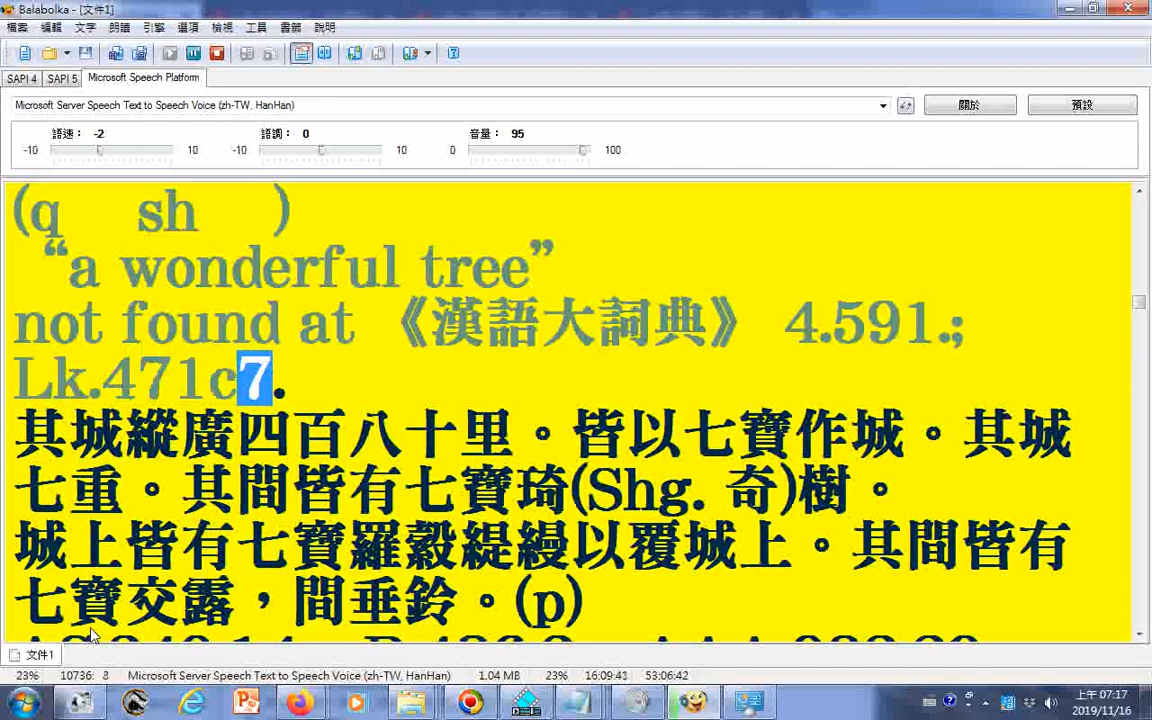 Balabolka - [文件1]
檔案 編輯 文字 朗讀 引擎 選項 檢視 工具 書籤 說明
SAPI 4 SAPI 5 Microsoft Speech Platform
Microsoft Server Speech Text to Speech Voice (zh-TW, HanHan)
關於 預設
語速： -2 語調： 0 音量： 95
-10 10 -10 10 0 100
(q sh )
“a wonderful tree”
not found at 《漢語大詞典》 4.591.;
Lk.471c7.
其城縱廣四百八十里。皆以七寶作城。其城
七重。其間皆有七寶琦(Shg. 奇)樹。
城上皆有七寶羅縠緹縵以覆城上。其間皆有
七寶交露，間垂鈴。(p)
文件1
23% 10736: 8 Microsoft Server Speech Text to Speech Voice (zh-TW, HanHan) 1.04 MB 23% 16:09:43 53:06:42
上午 07:17
2019/11/16